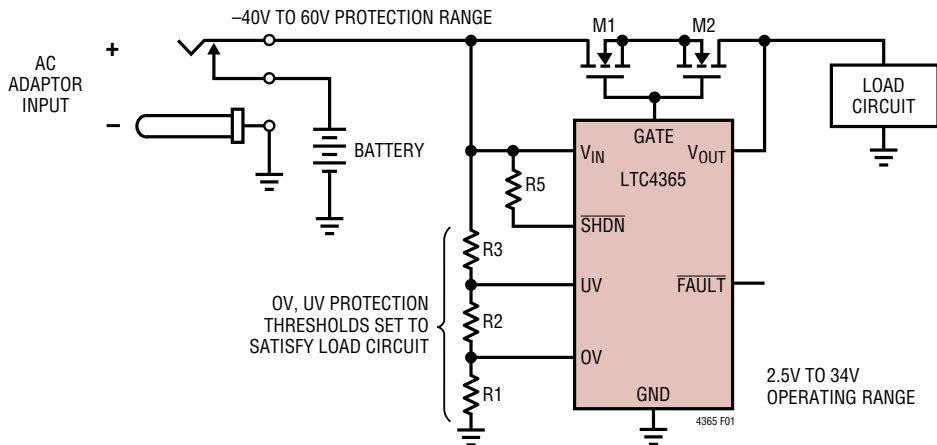 –40V TO 60V PROTECTION RANGE
M1
M2
+
AC
ADAPTOR
INPUT
–
BATTERY
LOAD
CIRCUIT
GATE
VIN
VOUT
LTC4365
R5
SHDN
R3
UV
FAULT
OV, UV PROTECTION
THRESHOLDS SET TO
SATISFY LOAD CIRCUIT
R2
OV
R1
GND
2.5V TO 34V
OPERATING RANGE
4365 F01